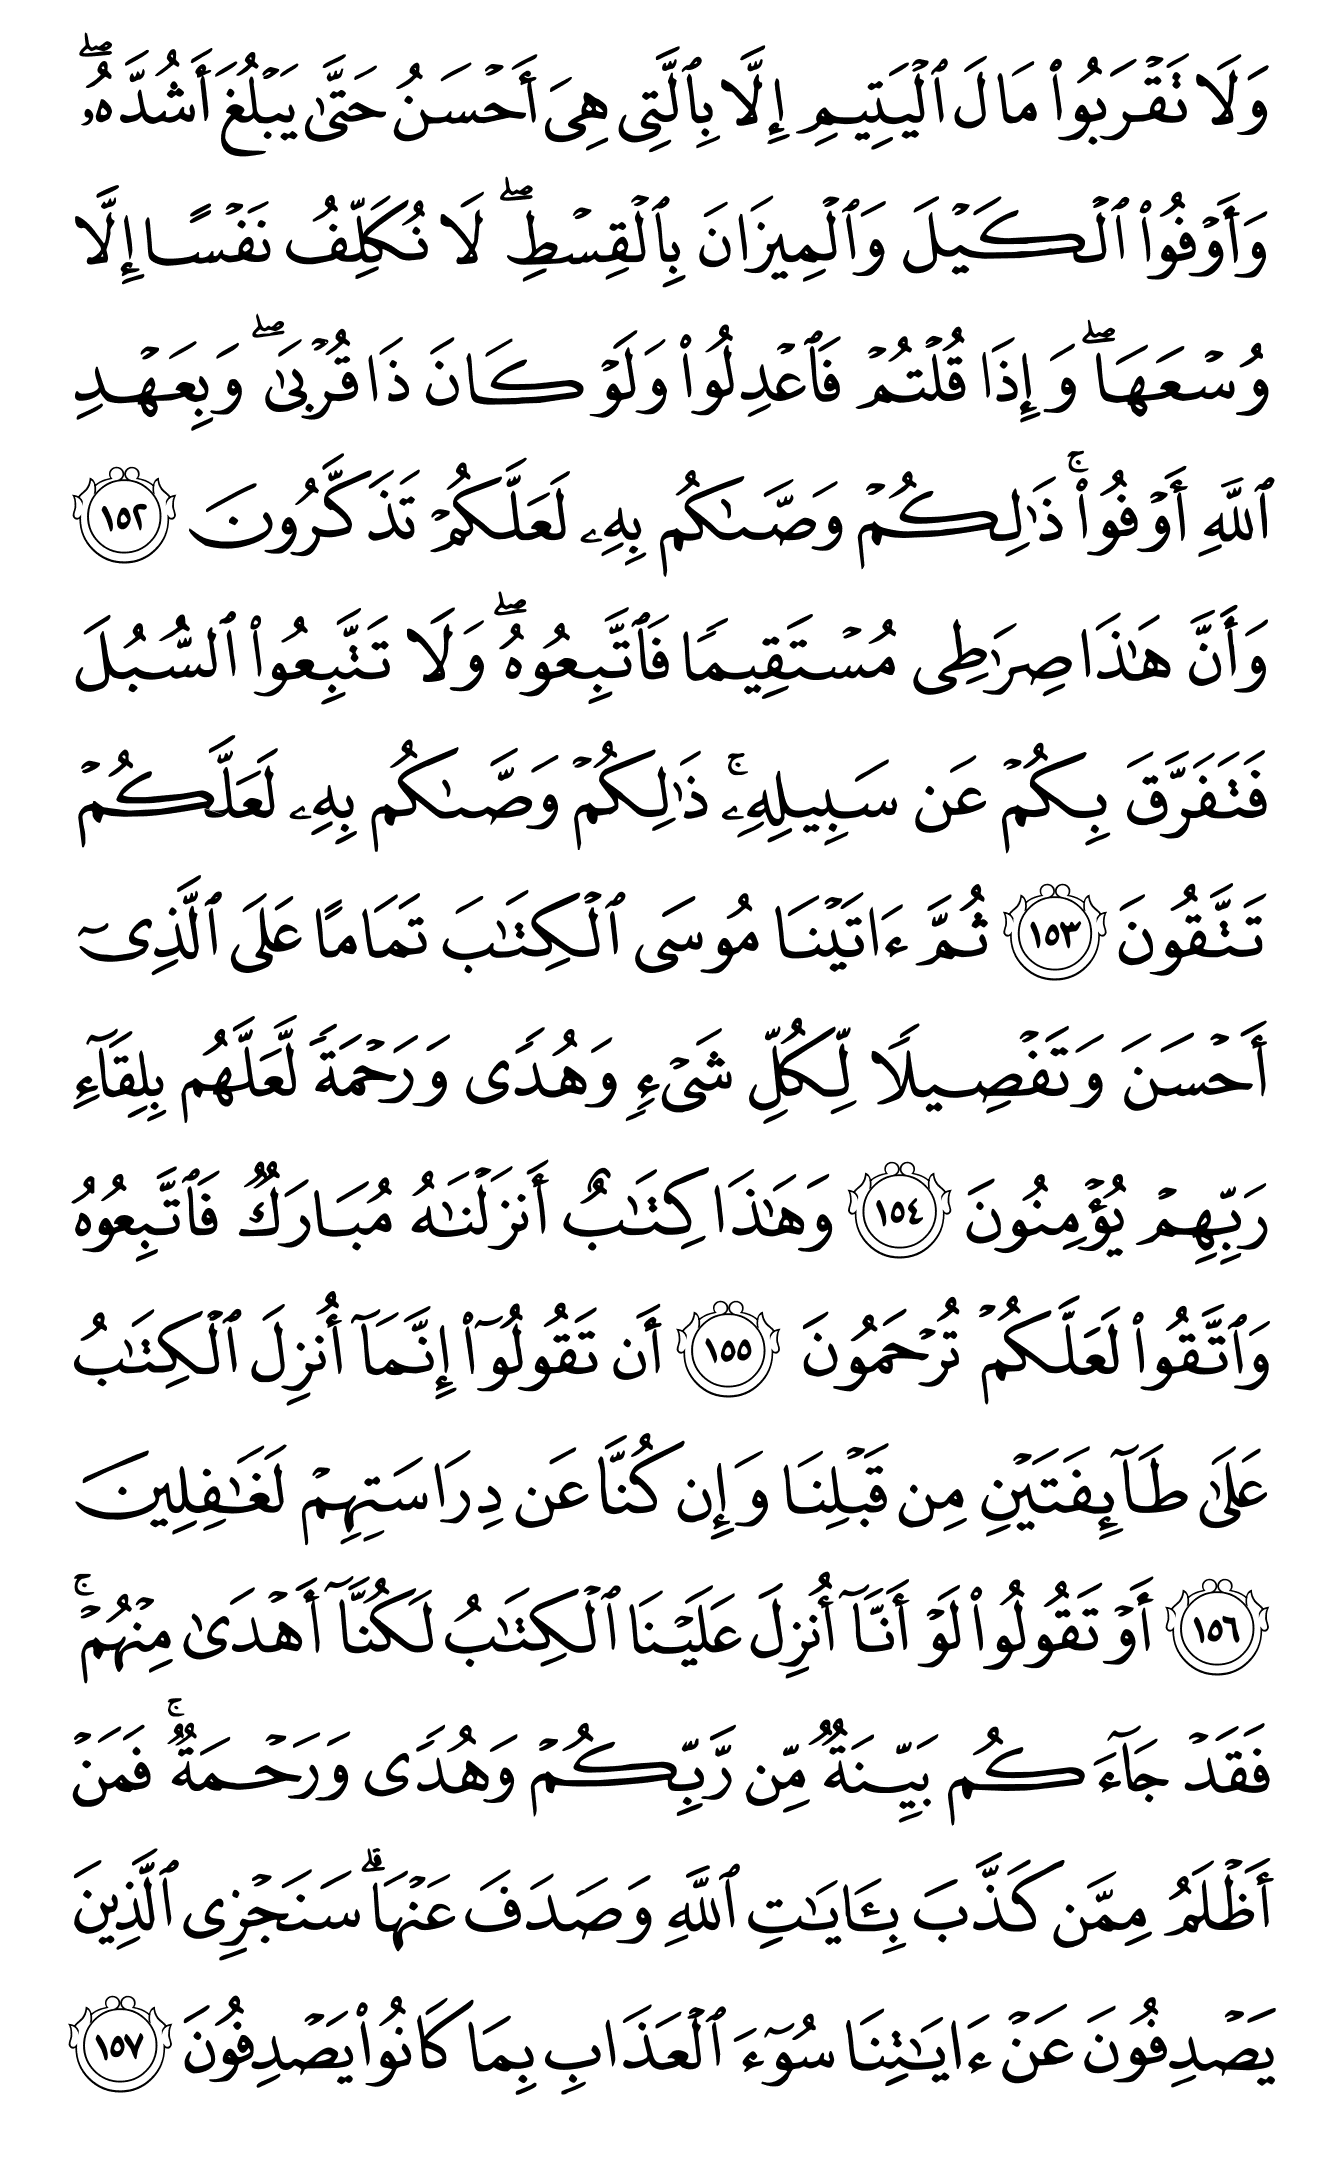 وَلَا تَقْرَبُوا۟ مَالَ ٱلْيَتِيمِ إِلَّا بِٱلَّتِى هِىَ أَحْسَنُ حَتَّىٰ يَبْلُغَ أَشُدَّهُۥ ۖ
وَأَوْفُوا۟ ٱلْكَيْلَ وَٱلْمِيزَانَ بِٱلْقِسْطِ ۖ لَا نُكَلِّفُ نَفْسًا إِلَّا
وُسْعَهَا ۖ وَإِذَا قُلْتُمْ فَٱعْدِلُوا۟ وَلَوْ كَانَ ذَا قُرْبَىٰ ۖ وَبِعَهْدِ
ٱللَّهِ أَوْفُوا۟ ۚ ذَٰلِكُمْ وَصَّىٰكُم بِهِۦ لَعَلَّكُمْ تَذَكَّرُونَ ١٥٢
وَأَنَّ هَٰذَا صِرَٰطِى مُسْتَقِيمًا فَٱتَّبِعُوهُ ۖ وَلَا تَتَّبِعُوا۟ ٱلسُّبُلَ
فَتَفَرَّقَ بِكُمْ عَن سَبِيلِهِۦ ۚ ذَٰلِكُمْ وَصَّىٰكُم بِهِۦ لَعَلَّكُمْ
تَتَّقُونَ ١٥٣ ثُمَّ ءَاتَيْنَا مُوسَى ٱلْكِتَٰبَ تَمَامًا عَلَى ٱلَّذِىٓ
أَحْسَنَ وَتَفْصِيلًا لِّكُلِّ شَىْءٍ وَهُدًى وَرَحْمَةً لَّعَلَّهُم بِلِقَآءِ
رَبِّهِمْ يُؤْمِنُونَ ١٥٤ وَهَٰذَا كِتَٰبٌ أَنزَلْنَٰهُ مُبَارَكٌ فَٱتَّبِعُوهُ
وَٱتَّقُوا۟ لَعَلَّكُمْ تُرْحَمُونَ ١٥٥ أَن تَقُولُوٓا۟ إِنَّمَآ أُنزِلَ ٱلْكِتَٰبُ
عَلَىٰ طَآئِفَتَيْنِ مِن قَبْلِنَا وَإِن كُنَّا عَن دِرَاسَتِهِمْ لَغَٰفِلِينَ
١٥٦ أَوْ تَقُولُوا۟ لَوْ أَنَّآ أُنزِلَ عَلَيْنَا ٱلْكِتَٰبُ لَكُنَّآ أَهْدَىٰ مِنْهُمْ ۚ
فَقَدْ جَآءَكُم بَيِّنَةٌ مِّن رَّبِّكُمْ وَهُدًى وَرَحْمَةٌ ۚ فَمَنْ
أَظْلَمُ مِمَّن كَذَّبَ بِـَٔايَٰتِ ٱللَّهِ وَصَدَفَ عَنْهَا ۗ سَنَجْزِى ٱلَّذِينَ
يَصْدِفُونَ عَنْ ءَايَٰتِنَا سُوٓءَ ٱلْعَذَابِ بِمَا كَانُوا۟ يَصْدِفُونَ ١٥٧